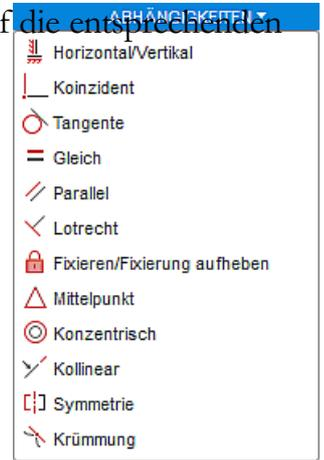 f die entsprechenden
ABHÄNGIGKEITEN
Horizontal/Vertikal
Koinzident
Tangente
Gleich
Parallel
Lotrecht
Fixieren/Fixierung aufheben
Mittelpunkt
Konzentrisch
Kollinear
Symmetrie
Krümmung